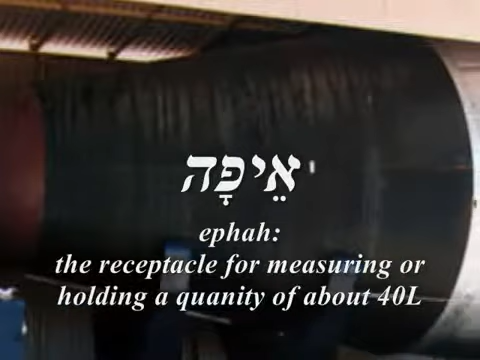 אֵיפָה
ephah:
the receptacle for measuring or
holding a quanity of about 40L